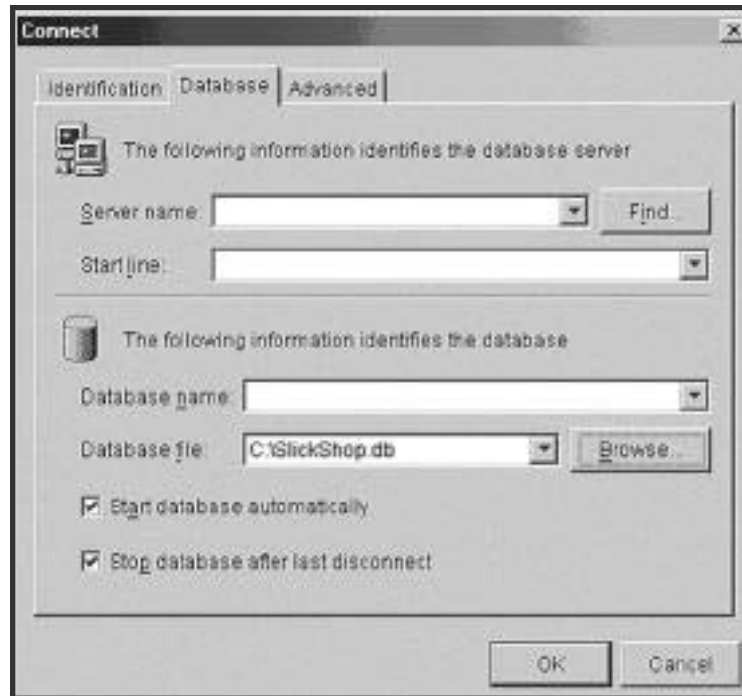 Connect
Identification Database Advanced
The following information identifies the database server
Server name: Find...
Start line:
The following information identifies the database
Database name:
Database file: C:\SlickShop.db Browse...
Start database automatically
Stop database after last disconnect
OK Cancel